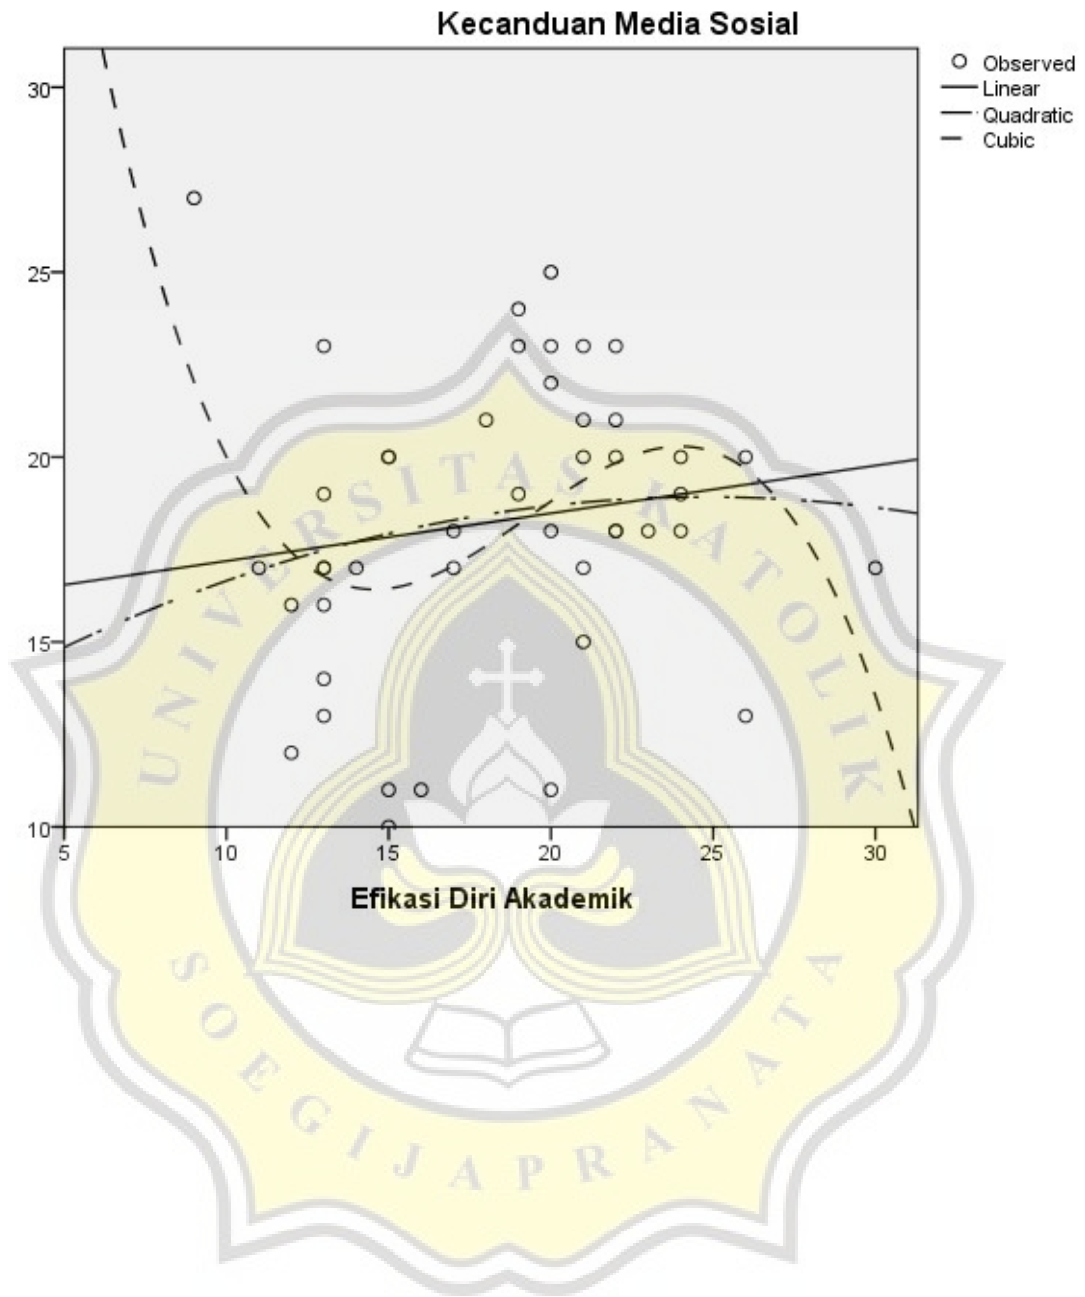 Kecanduan Media Sosial
Observed
Linear
Quadratic
Cubic
30
25
20
15
10
5 10 15 20 25 30
Efikasi Diri Akademik
UNIVERSITAS KATOLIK
SOEGIJAPRANATA